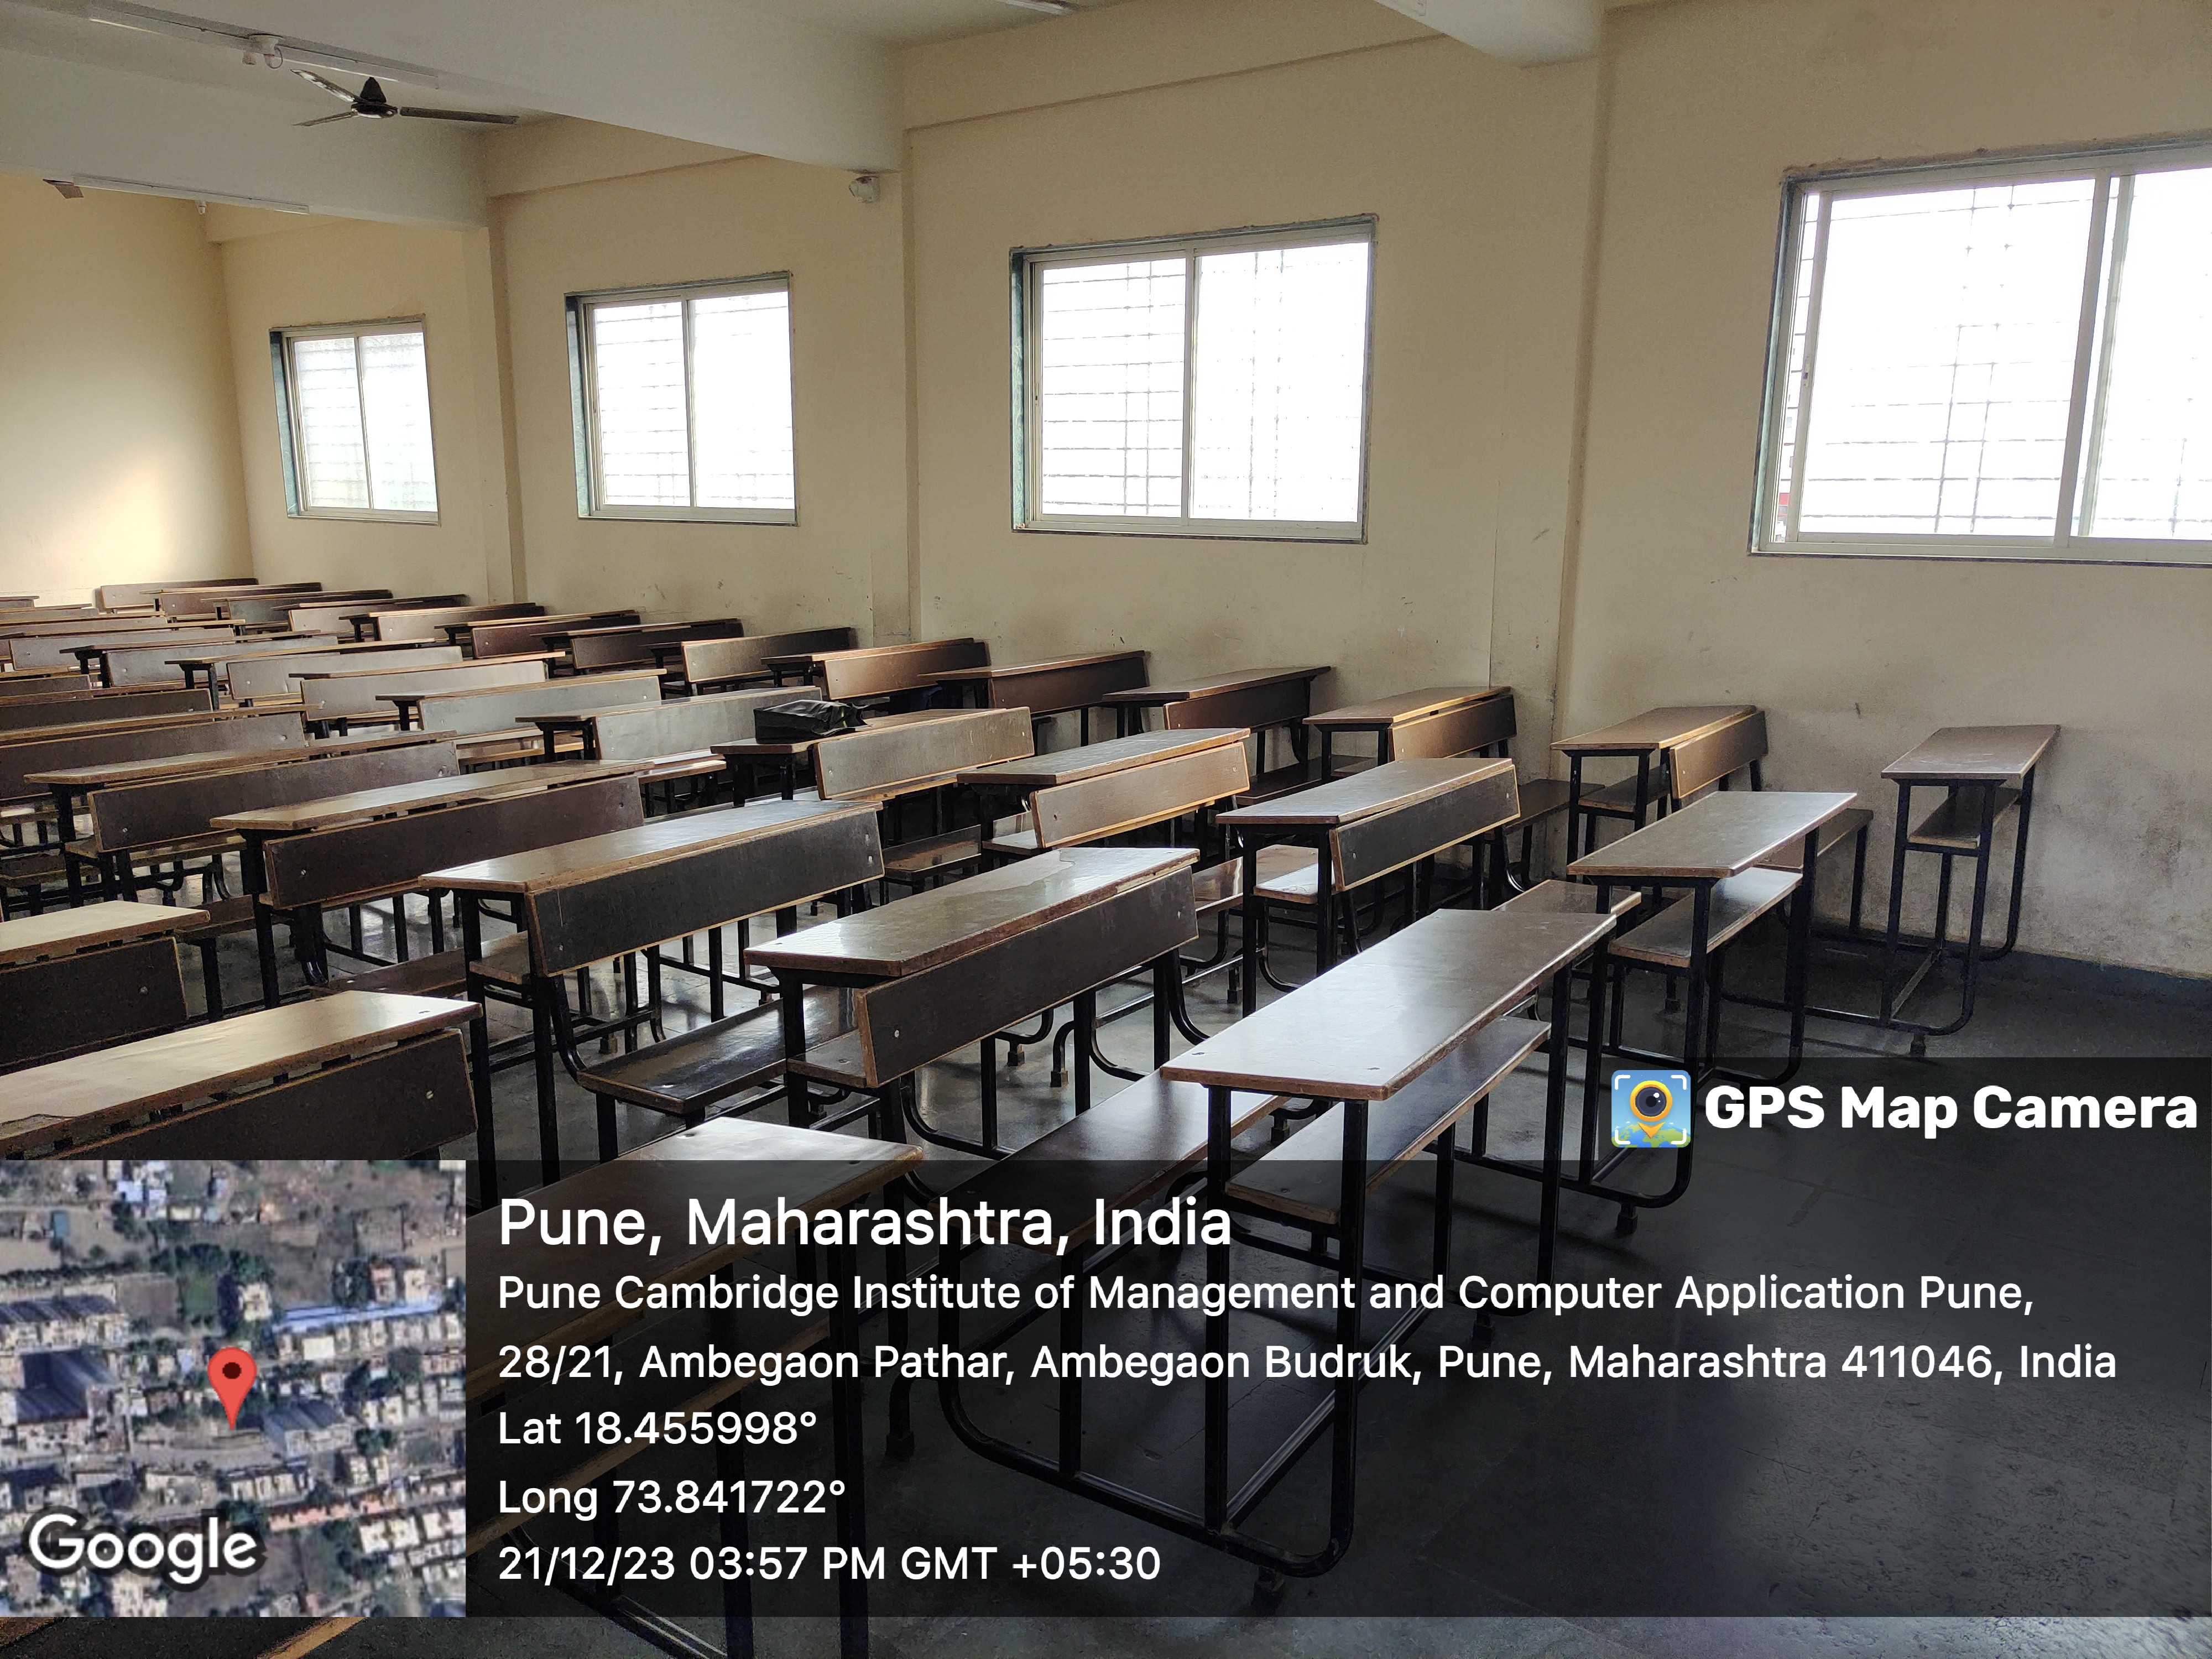 GPS Map Camera
Pune, Maharashtra, India
Pune Cambridge Institute of Management and Computer Application Pune,
28/21, Ambegaon Pathar, Ambegaon Budruk, Pune, Maharashtra 411046, India
Lat 18.455998°
Long 73.841722°
21/12/23 03:57 PM GMT +05:30
Google